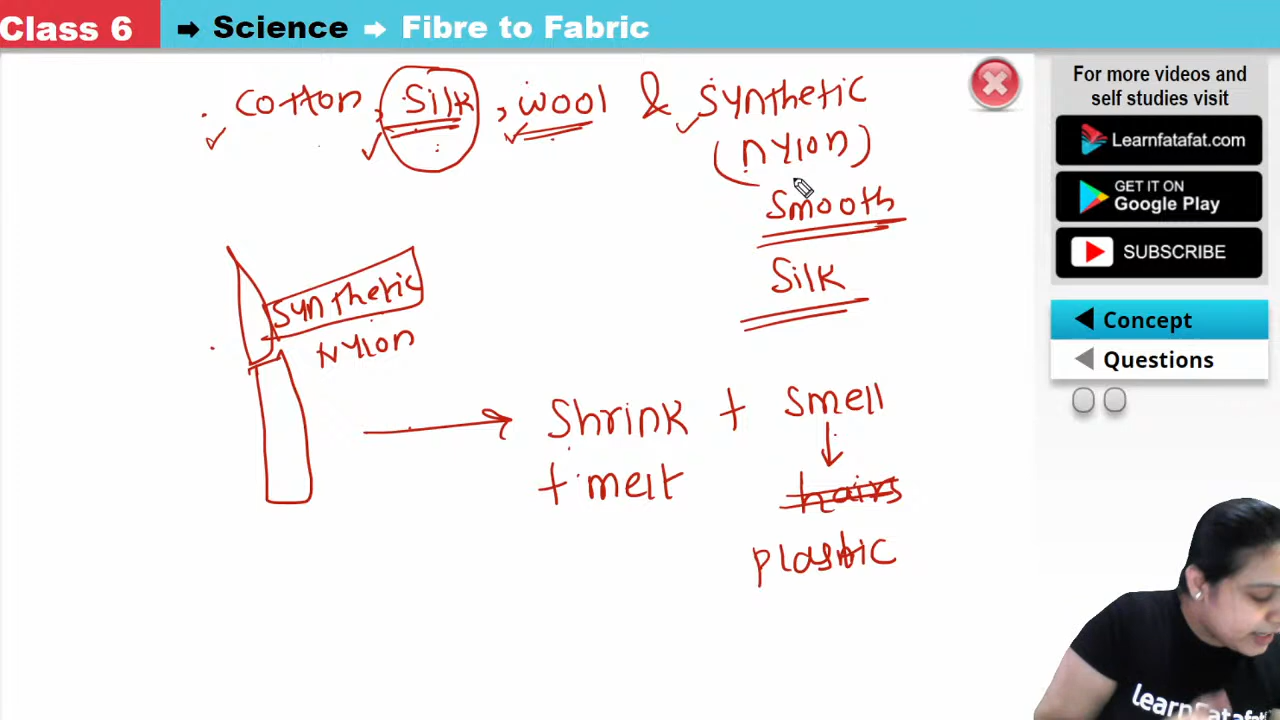 Class 6 → Science → Fibre to Fabric
cotton, Silk, wool & synthetic
(nylon)
Smooth
Silk
synthetic
Nylon
Shrink + smell
+ melt
hairs
plastic
For more videos and
self studies visit
Learnfatafat.com
GET IT ON
Google Play
SUBSCRIBE
Concept
Questions
learnfatafat